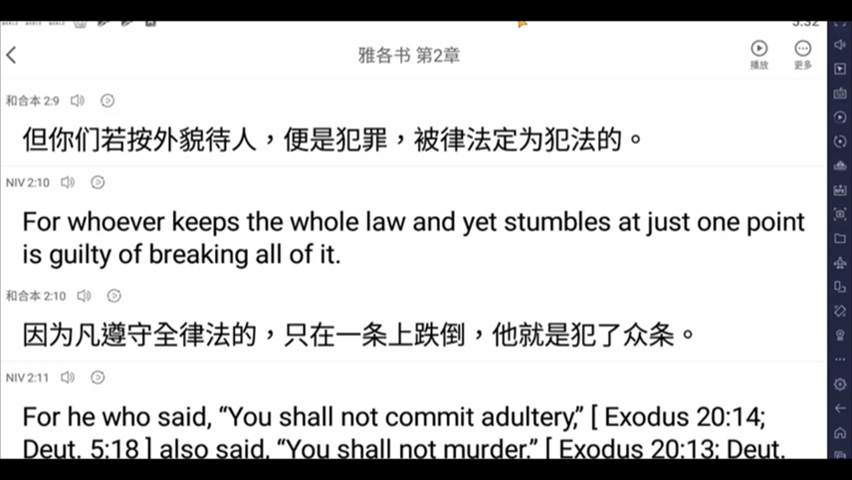 雅各书 第2章
播放
更多
和合本 2:9
但你们若按外貌待人，便是犯罪，被律法定为犯法的。
NIV 2:10
For whoever keeps the whole law and yet stumbles at just one point
is guilty of breaking all of it.
和合本 2:10
因为凡遵守全律法的，只在一条上跌倒，他就是犯了众条。
NIV 2:11
For he who said, “You shall not commit adultery,” [ Exodus 20:14;
Deut. 5:18 ] also said, “You shall not murder.” [ Exodus 20:13; Deut.